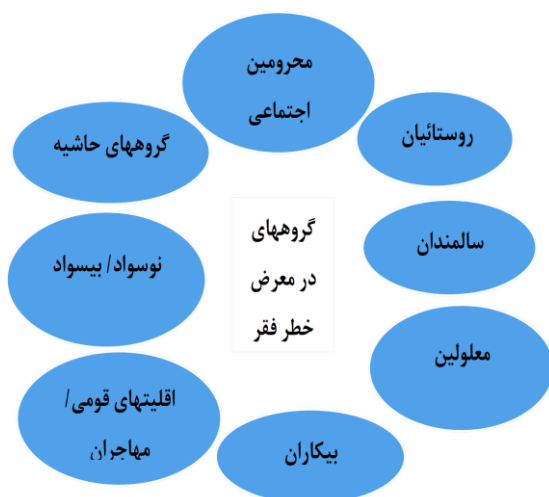 محرومین
اجتماعی
روستائیان
گروههای حاشیه
گروههای
در معرض
خطر فقر
سالمندان
نوسواد/ بیسواد
معلولین
اقلیتهای قومی/
مهاجران
بیکاران